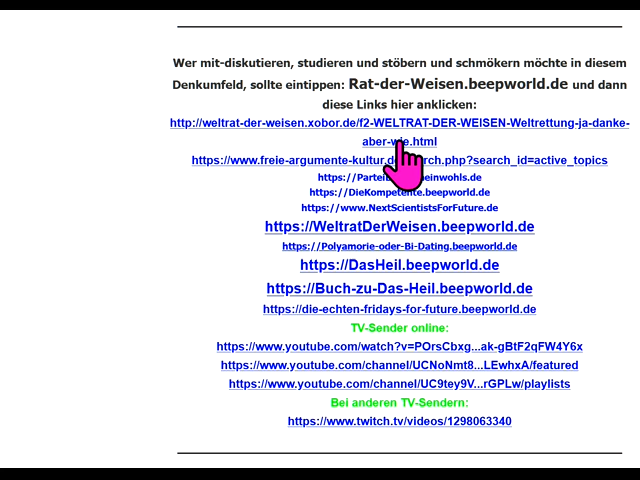 Wer mit-diskutieren, studieren und stöbern und schmökern möchte in diesem
Denkumfeld, sollte eintippen: Rat-der-Weisen.beepworld.de und dann
diese Links hier anklicken:
http://weltrat-der-weisen.xobor.de/f2-WELTRAT-DER-WEISEN-Weltrettung-ja-danke-
aber-wie.html
https://www.freie-argumente-kultur.de/search.php?search_id=active_topics
https://www.NextScientistsForFuture.de
https://DieKompetente.beepworld.de
https://WeltratDerWeisen.beepworld.de
https://Polyamorie-oder-Bi-Dating.beepworld.de
https://DasHeil.beepworld.de
https://Buch-zu-Das-Heil.beepworld.de
https://die-echten-fridays-for-future.beepworld.de
TV-Sender online:
https://www.youtube.com/watch?v=POrsCbxg...ak-gBtF2qFW4Y6x
https://www.youtube.com/channel/UCNoNmt8...LEwhxA/featured
https://www.youtube.com/channel/UC9tey9V...rGPLw/playlists
Bei anderen TV-Sendern:
https://www.twitch.tv/videos/1298063340